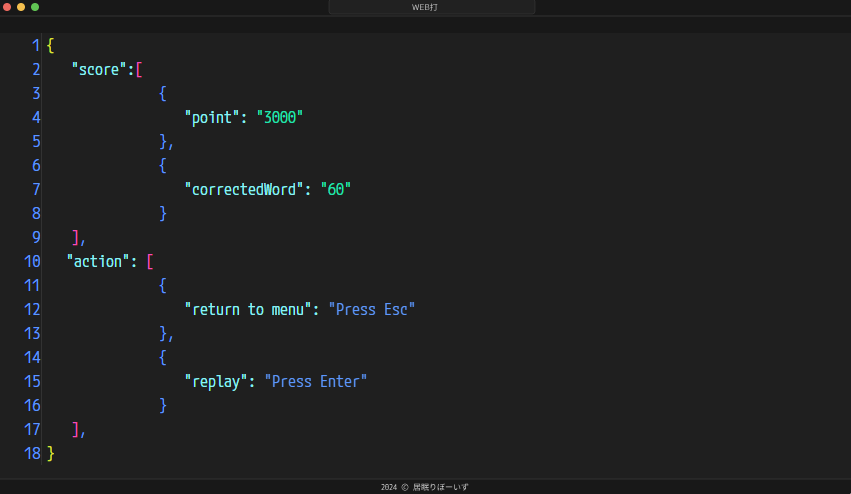 WEB打
1 {
2 "score":[
3 {
4 "point": "3000"
5 },
6 {
7 "correctedWord": "60"
8 }
9 ],
10 "action": [
11 {
12 "return to menu": "Press Esc"
13 },
14 {
15 "replay": "Press Enter"
16 }
17 ],
18 }
2024 © 居眠りぼーいず